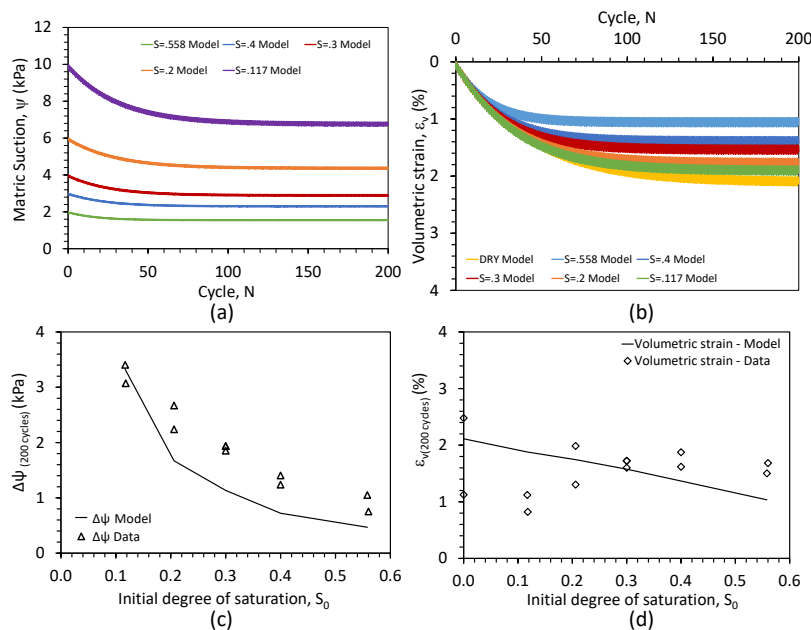 12
10
8
6
4
2
0
Matric Suction, ψ (kPa)
S=.558 Model S=.4 Model S=.3 Model
S=.2 Model S=.117 Model
0 50 100 150 200
Cycle, N
(a)
Cycle, N
0 50 100 150 200
0
1
2
3
4
Volumetric strain, εv (%)
DRY Model S=.558 Model S=.4 Model
S=.3 Model S=.2 Model S=.117 Model
(b)
4
3
2
1
0
Δψ (200 cycles) (kPa)
Δψ Model
Δψ Data
0.0 0.1 0.2 0.3 0.4 0.5 0.6
Initial degree of saturation, S0
(c)
4
3
2
1
0
εv(200 cycles) (%)
Volumetric strain - Model
Volumetric strain - Data
0.0 0.1 0.2 0.3 0.4 0.5 0.6
Initial degree of saturation, S0
(d)